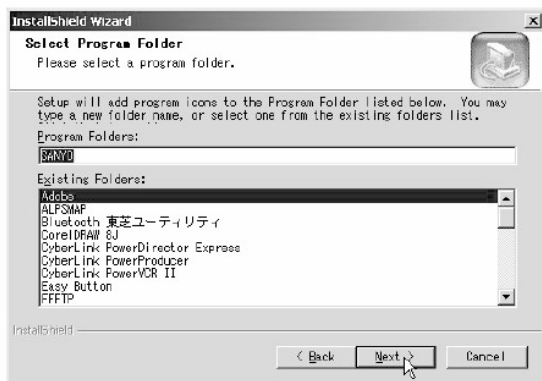 InstallShield Wizard
Select Program Folder
Please select a program folder.
Setup will add program icons to the Program Folder listed below. You may
type a new folder name, or select one from the existing folders list.
Program Folders:
SANYO
Existing Folders:
Adobe
ALPSMAP
Bluetooth 東芝ユーティリティ
CorelDRAW 8J
CyberLink PowerDirector Express
CyberLink PowerProducer
CyberLink PowerVCR II
Easy Button
FFFTP
InstallShield
< Back
Next >
Cancel